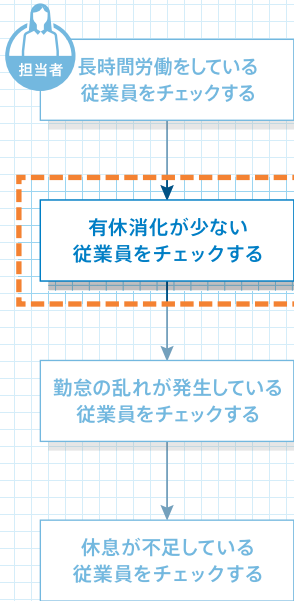 担当者
長時間労働をしている
従業員をチェックする
有休消化が少ない
従業員をチェックする
勤怠の乱れが発生している
従業員をチェックする
休息が不足している
従業員をチェックする